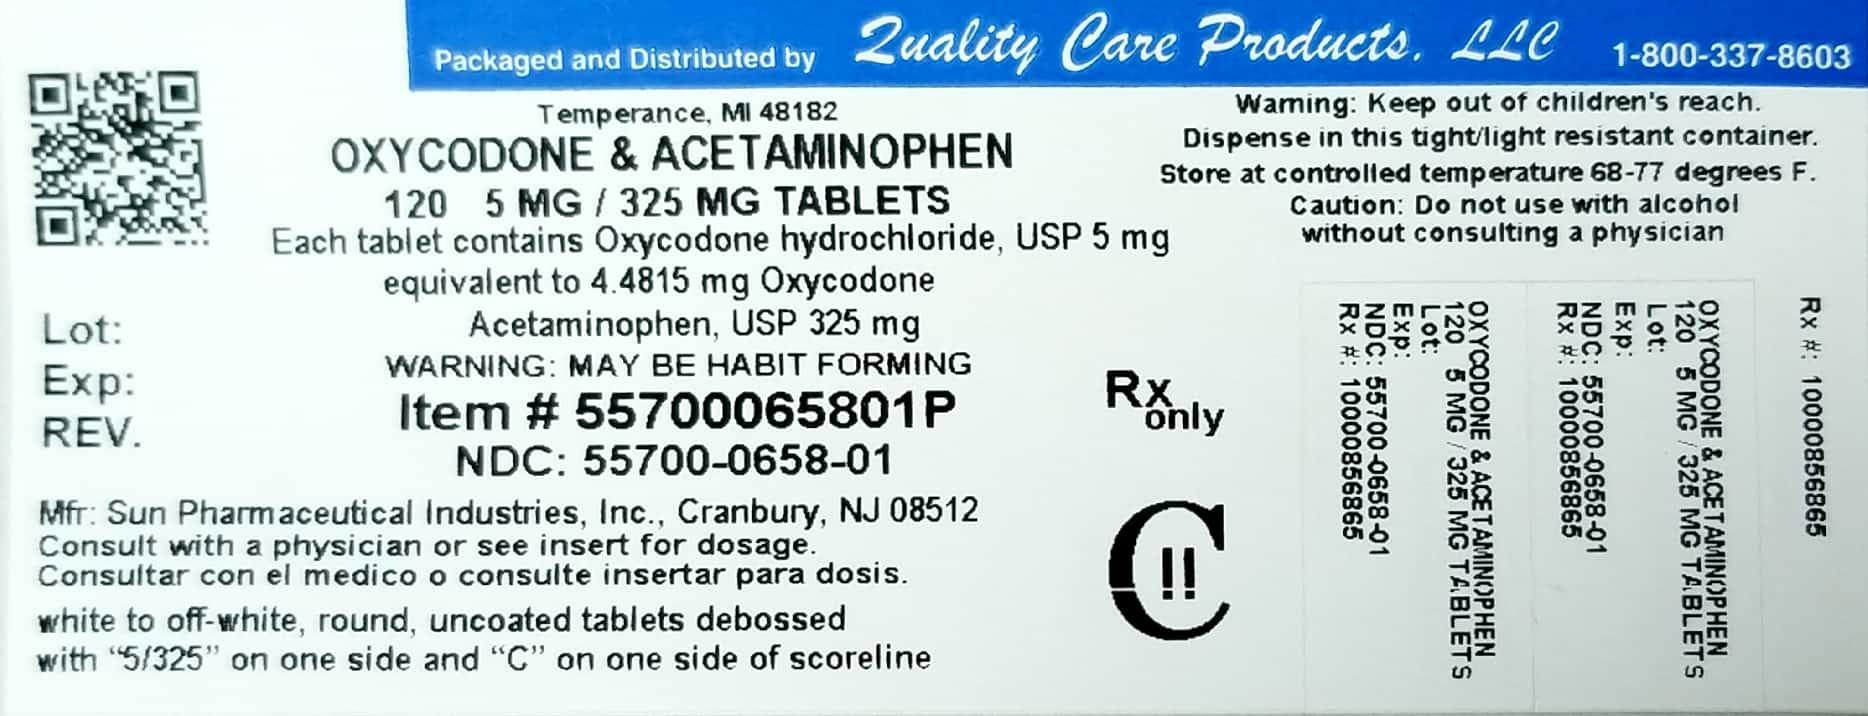 Packaged and Distributed by Quality Care Products, LLC 1-800-337-8603
Temperance, MI 48182
OXYCODONE & ACETAMINOPHEN
120 5 MG / 325 MG TABLETS
Each tablet contains Oxycodone hydrochloride, USP 5 mg
equivalent to 4.4815 mg Oxycodone
Acetaminophen, USP 325 mg
WARNING: MAY BE HABIT FORMING
Item # 55700065801P
NDC: 55700-0658-01
Lot:
Exp:
REV.
Mfr: Sun Pharmaceutical Industries, Inc., Cranbury, NJ 08512
Consult with a physician or see insert for dosage.
Consultar con el medico o consulte insertar para dosis.
white to off-white, round, uncoated tablets debossed
with “5/325” on one side and “C” on one side of scoreline
Warning: Keep out of children's reach.
Dispense in this tight/light resistant container.
Store at controlled temperature 68-77 degrees F.
Caution: Do not use with alcohol
without consulting a physician
Rx only
C II
OXYCODONE & ACETAMINOPHEN
120 5 MG / 325 MG TABLETS
Lot:
Exp:
NDC: 55700-0658-01
Rx #: 10000856865
OXYCODONE & ACETAMINOPHEN
120 5 MG / 325 MG TABLETS
Lot:
Exp:
NDC: 55700-0658-01
Rx #: 10000856865
Rx #: 10000856865